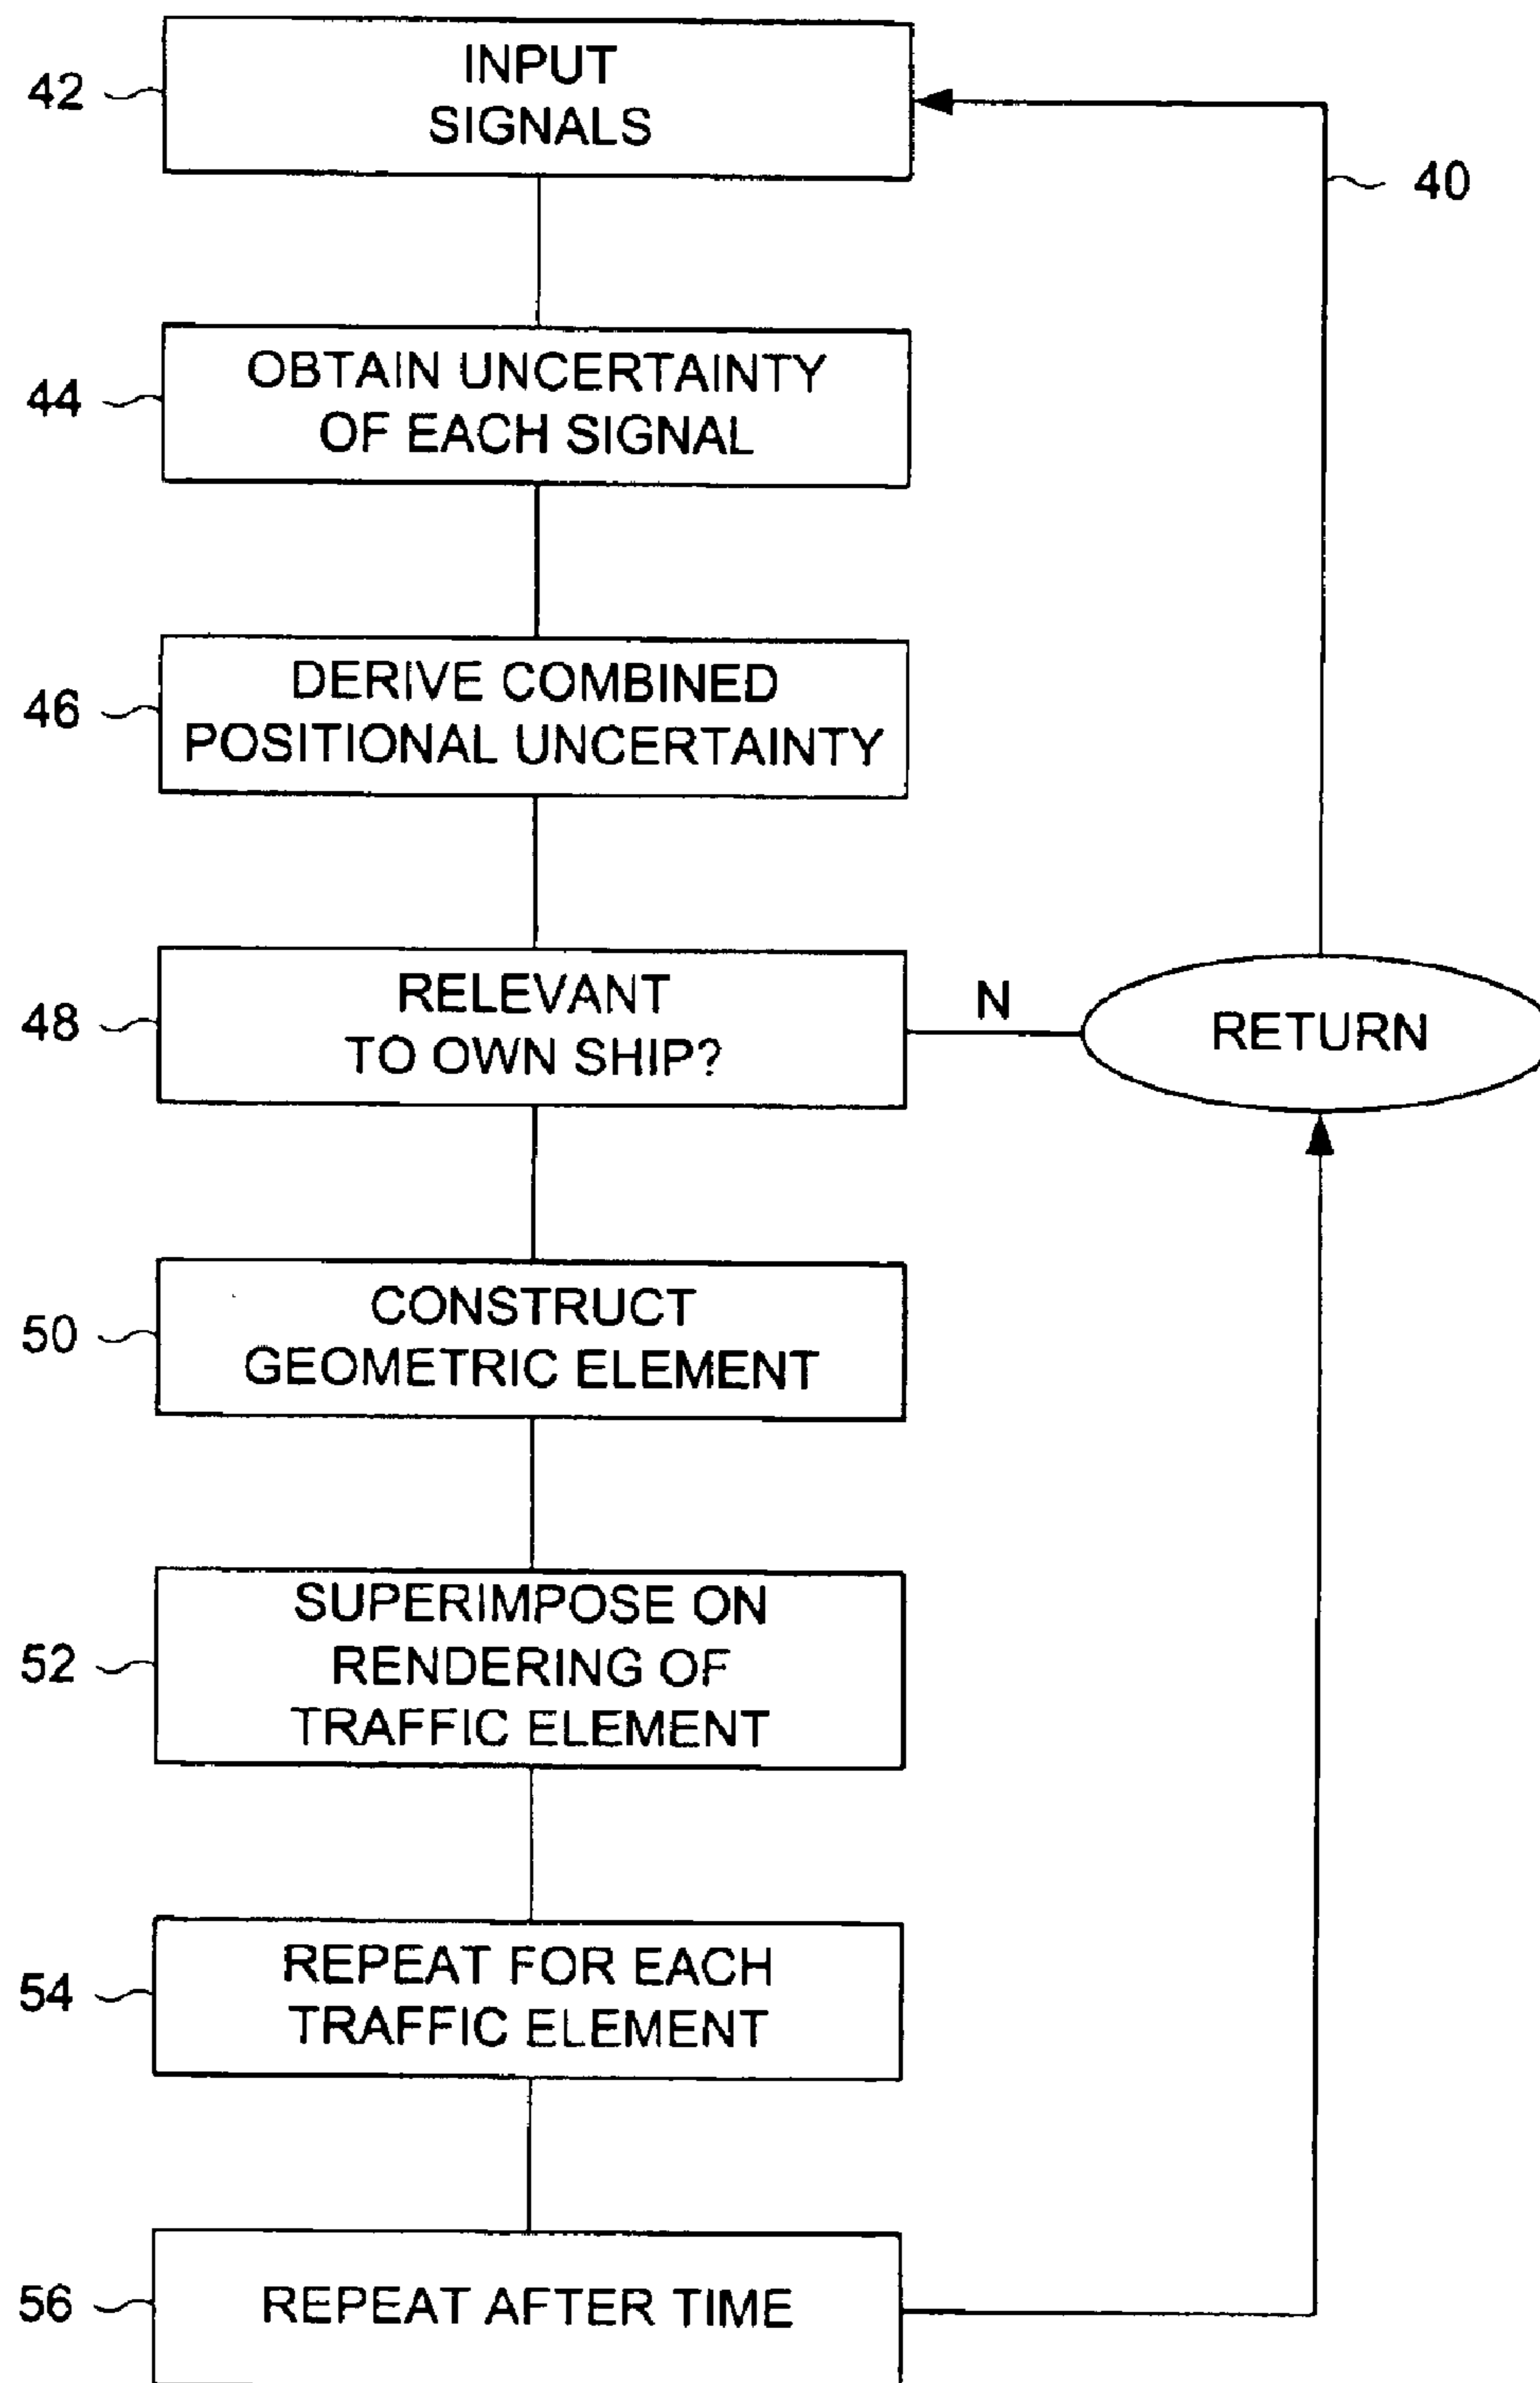 42
INPUT
SIGNALS
40
44
OBTAIN UNCERTAINTY
OF EACH SIGNAL
46
DERIVE COMBINED
POSITIONAL UNCERTAINTY
48
RELEVANT
TO OWN SHIP?
N
RETURN
50
CONSTRUCT
GEOMETRIC ELEMENT
52
SUPERIMPOSE ON
RENDERING OF
TRAFFIC ELEMENT
54
REPEAT FOR EACH
TRAFFIC ELEMENT
56
REPEAT AFTER TIME